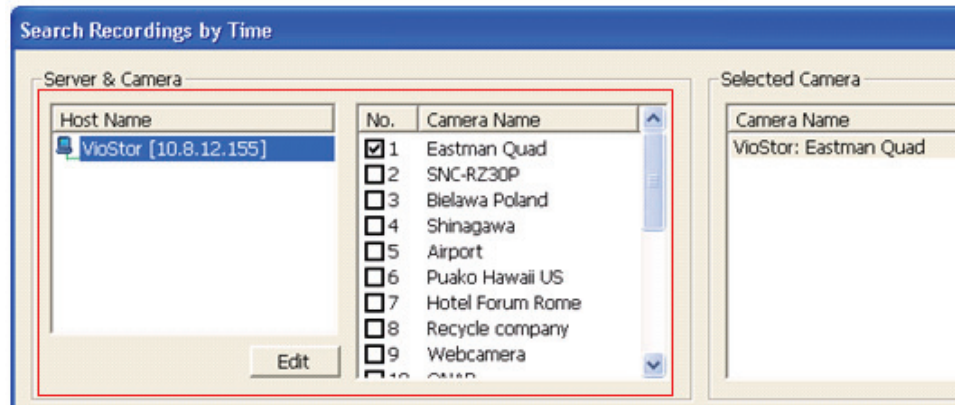 Search Recordings by Time
Server & Camera
Host Name
VioStor [10.8.12.155]
Edit
No. Camera Name
1 Eastman Quad
2 SNC-RZ30P
3 Bielawa Poland
4 Shinagawa
5 Airport
6 Puako Hawaii US
7 Hotel Forum Rome
8 Recycle company
9 Webcamera
Selected Camera
Camera Name
VioStor: Eastman Quad